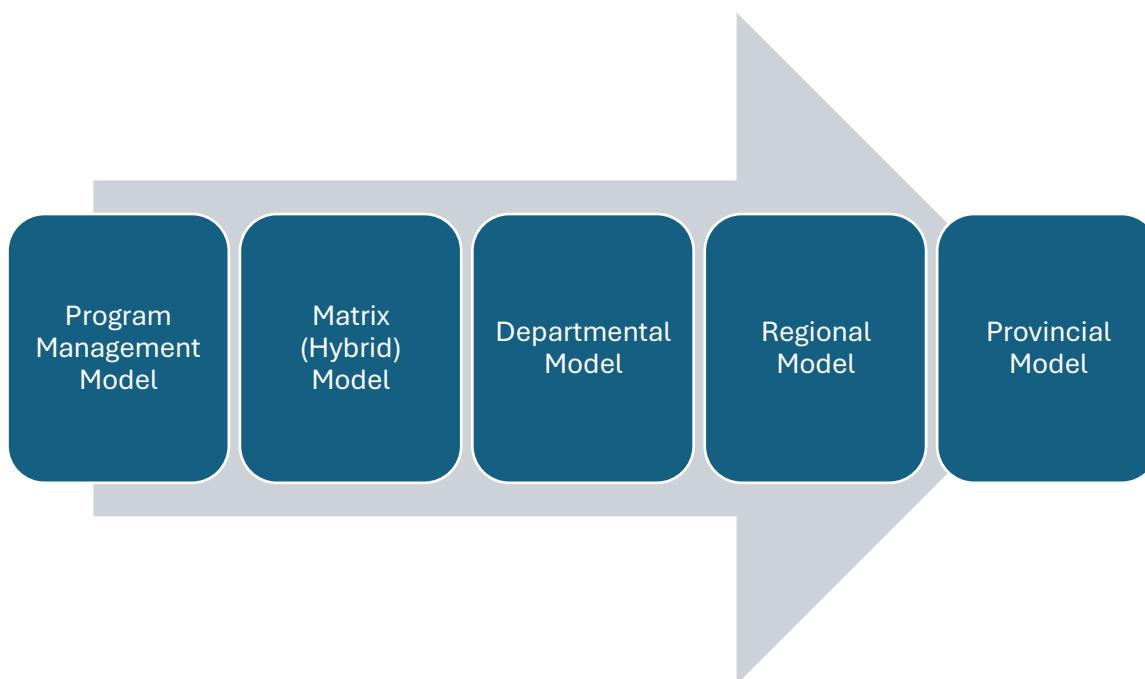 Program
Management
Model
Matrix
(Hybrid)
Model
Departmental
Model
Regional
Model
Provincial
Model